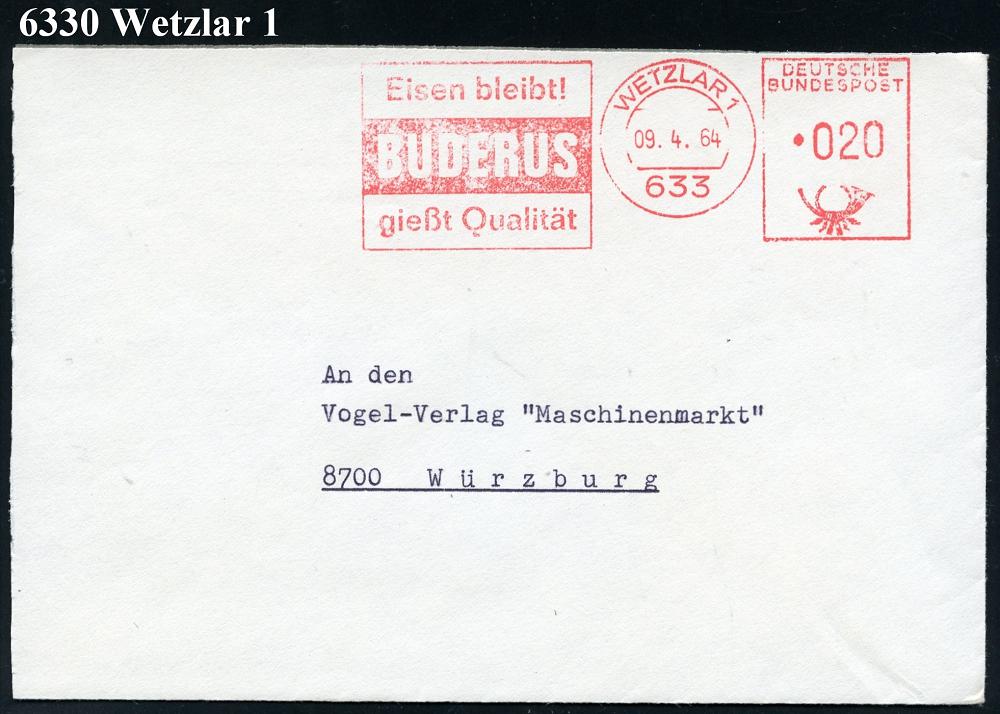 6330 Wetzlar 1
Eisen bleibt!
BUDERUS
gießt Qualität
WETZLAR 1
09. 4. 64
633
DEUTSCHE
BUNDESPOST
•020
An den
Vogel-Verlag "Maschinenmarkt"
8700 W ü r z b u r g